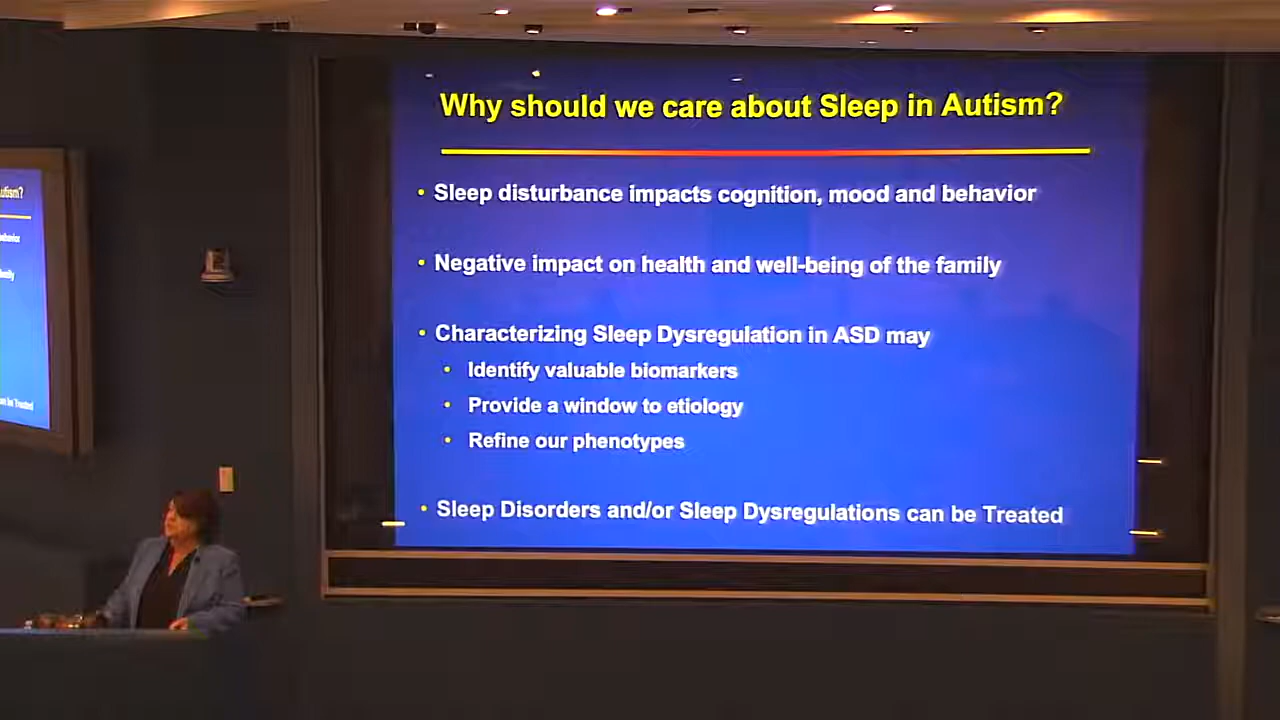 Why should we care about Sleep in Autism?
• Sleep disturbance impacts cognition, mood and behavior
• Negative impact on health and well-being of the family
• Characterizing Sleep Dysregulation in ASD may
• Identify valuable biomarkers
• Provide a window to etiology
• Refine our phenotypes
• Sleep Disorders and/or Sleep Dysregulations can be Treated